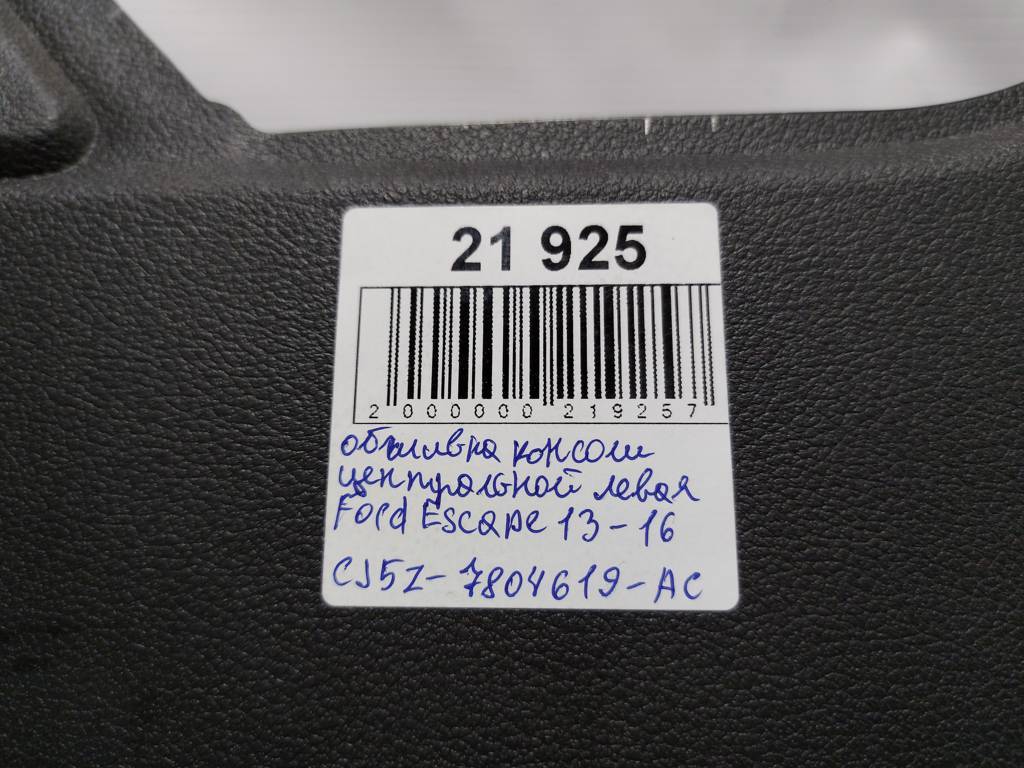 21 925
2 000000 219257
обшивка консоли
центральной левая
Ford Escape 13-16
CJ5Z-7804619-AC